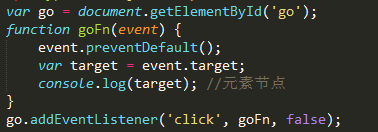 var go = document.getElementById('go');
function goFn(event) {
    event.preventDefault();
    var target = event.target;
    console.log(target); //元素节点
}
go.addEventListener('click', goFn, false);